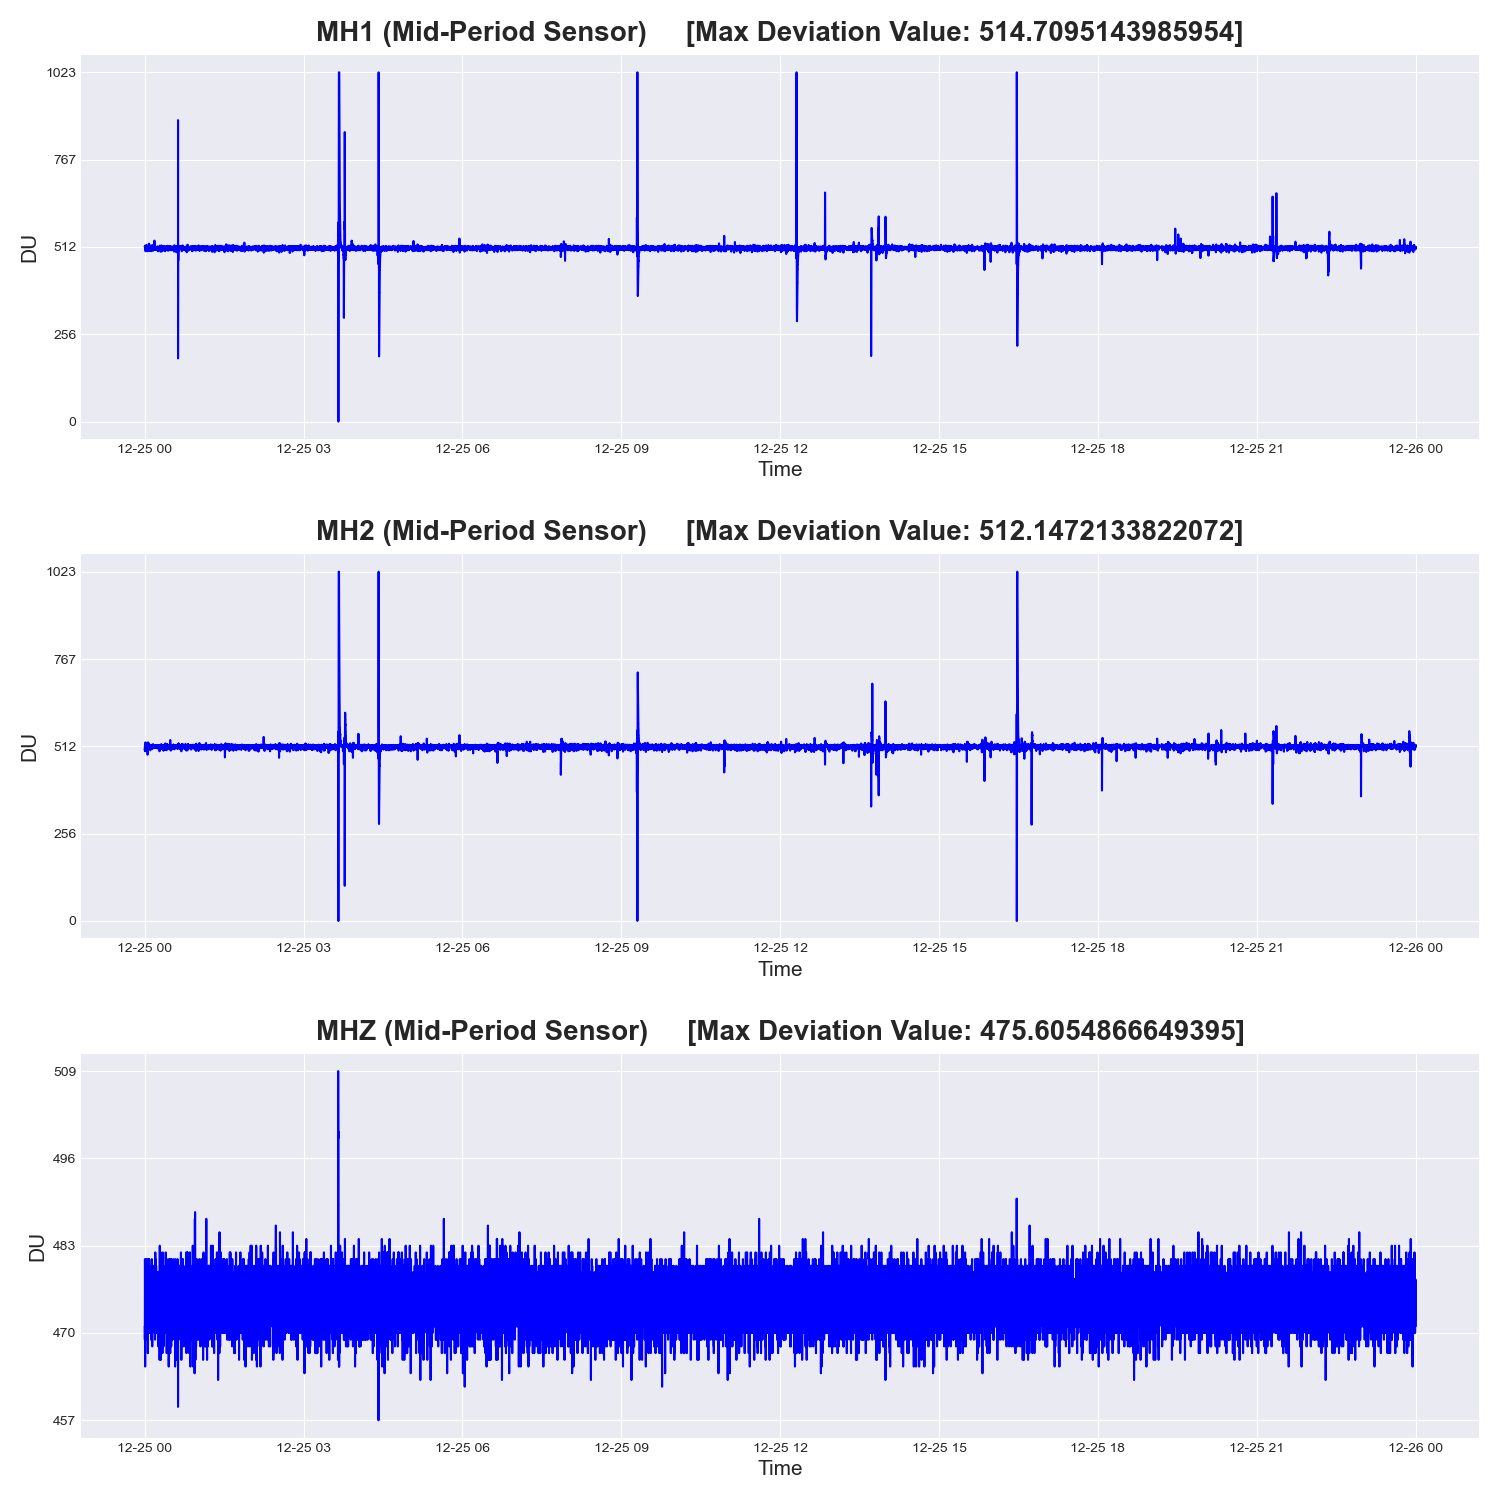 MH1 (Mid-Period Sensor) [Max Deviation Value: 514.7095143985954]
1023
767
512
256
0
DU
12-25 00 12-25 03 12-25 06 12-25 09 12-25 12 12-25 15 12-25 18 12-25 21 12-26 00
Time
MH2 (Mid-Period Sensor) [Max Deviation Value: 512.1472133822072]
1023
767
512
256
0
DU
12-25 00 12-25 03 12-25 06 12-25 09 12-25 12 12-25 15 12-25 18 12-25 21 12-26 00
Time
MHZ (Mid-Period Sensor) [Max Deviation Value: 475.6054866649395]
509
496
483
470
457
DU
12-25 00 12-25 03 12-25 06 12-25 09 12-25 12 12-25 15 12-25 18 12-25 21 12-26 00
Time